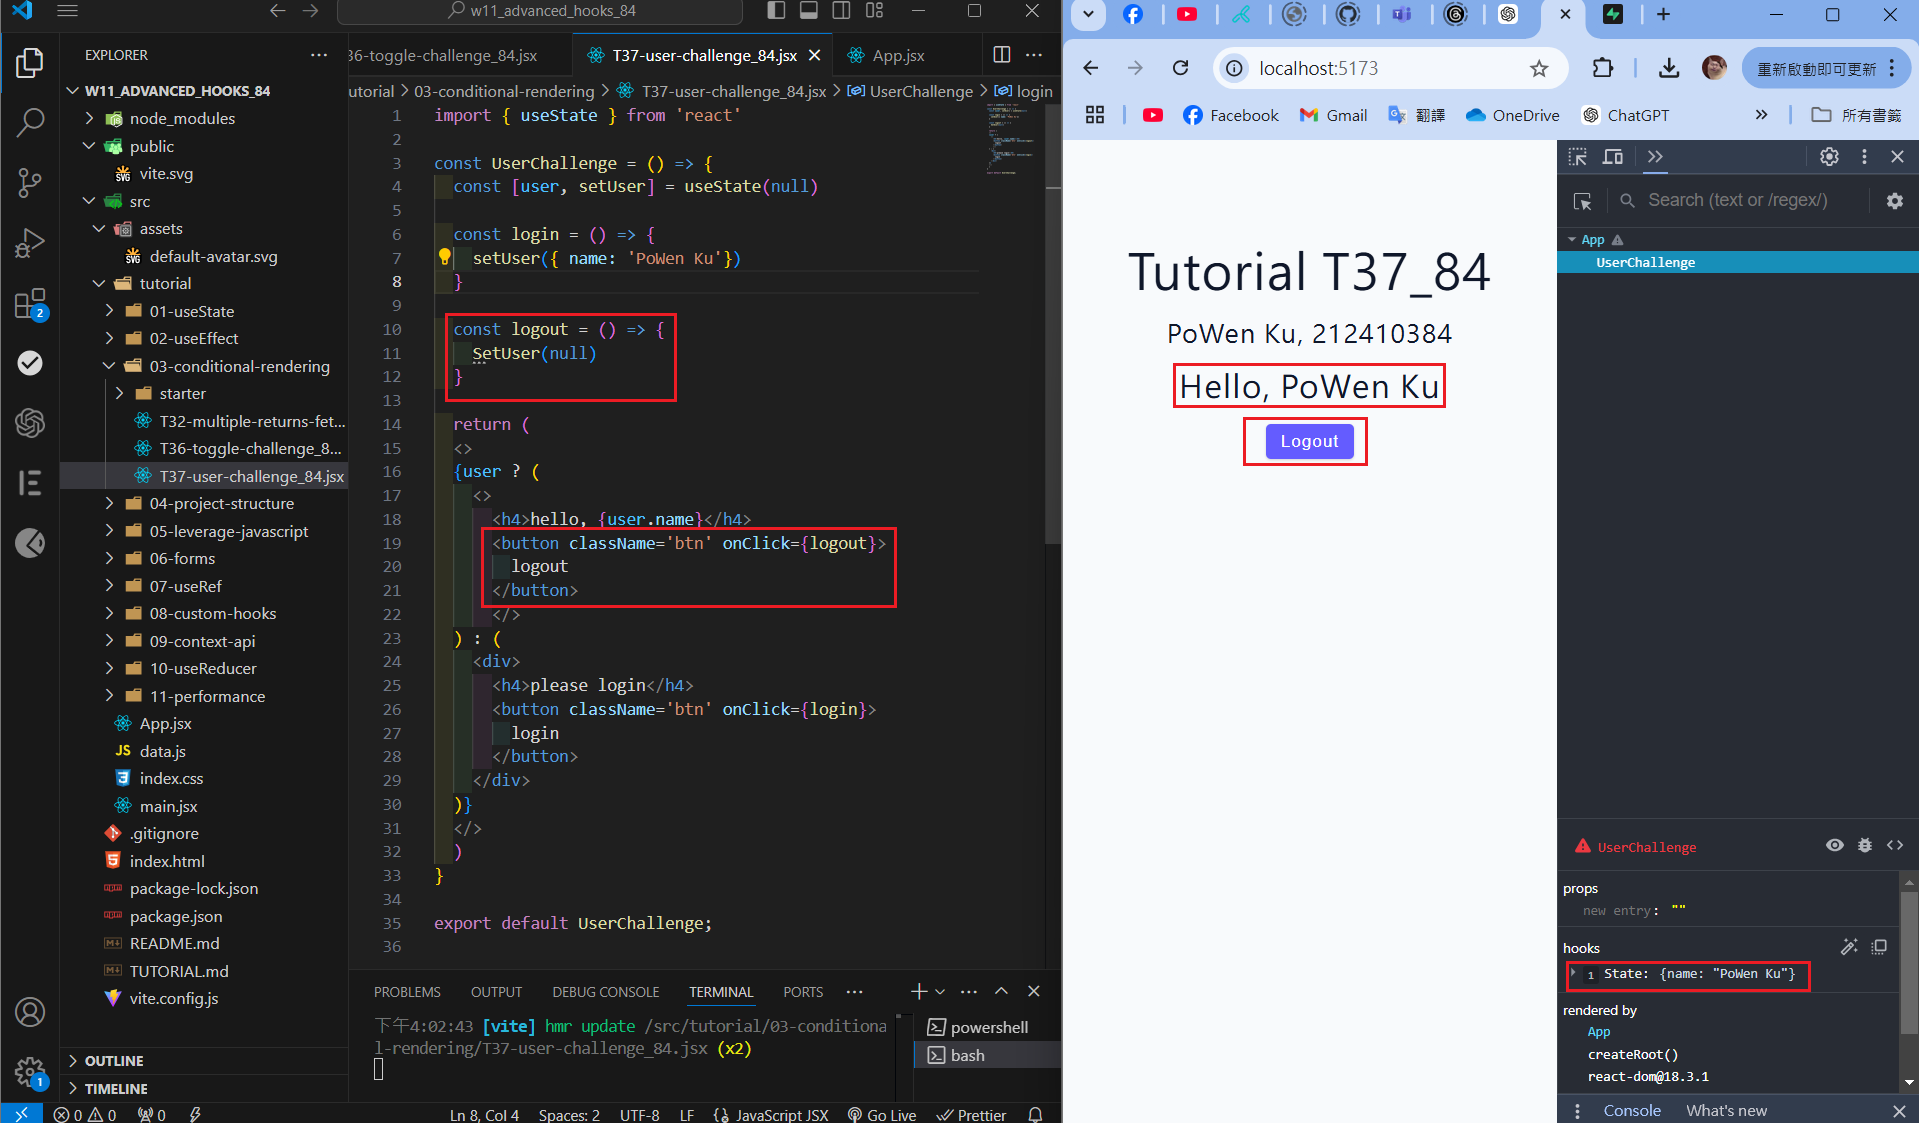 w11_advanced_hooks_84
EXPLORER
W11_ADVANCED_HOOKS_84
node_modules
public
vite.svg
src
assets
default-avatar.svg
tutorial
01-useState
02-useEffect
03-conditional-rendering
starter
T32-multiple-returns-fet...
T36-toggle-challenge_8...
T37-user-challenge_84.jsx
04-project-structure
05-leverage-javascript
06-forms
07-useRef
08-custom-hooks
09-context-api
10-useReducer
11-performance
App.jsx
data.js
index.css
main.jsx
.gitignore
index.html
package-lock.json
package.json
README.md
TUTORIAL.md
vite.config.js
OUTLINE
TIMELINE
2
1
36-toggle-challenge_84.jsx
T37-user-challenge_84.jsx
App.jsx
utorial > 03-conditional-rendering > T37-user-challenge_84.jsx > UserChallenge > login
1 import { useState } from 'react'
2
3 const UserChallenge = () => {
4 const [user, setUser] = useState(null)
5
6 const login = () => {
7 setUser({ name: 'PoWen Ku'})
8 }
9
10 const logout = () => {
11 SetUser(null)
12 }
13
14 return (
15 <>
16 {user ? (
17 <>
18 <h4>hello, {user.name}</h4>
19 <button className='btn' onClick={logout}>
20 logout
21 </button>
22 </>
23 ) : (
24 <div>
25 <h4>please login</h4>
26 <button className='btn' onClick={login}>
27 login
28 </button>
29 </div>
30 )}
31 </>
32 )
33 }
34
35 export default UserChallenge;
36
PROBLEMS OUTPUT DEBUG CONSOLE TERMINAL PORTS
下午4:02:43 [vite] hmr update /src/tutorial/03-conditiona
l-rendering/T37-user-challenge_84.jsx (x2)
powershell
bash
0 0 0 Ln 8, Col 4 Spaces: 2 UTF-8 LF JavaScript JSX Go Live Prettier
localhost:5173
重新啟動即可更新
Facebook Gmail 翻譯 OneDrive ChatGPT 所有書籤
Tutorial T37_84
PoWen Ku, 212410384
Hello, PoWen Ku
Logout
Search (text or /regex/)
App
UserChallenge
UserChallenge
props
new entry: ""
hooks
1 State: {name: "PoWen Ku"}
rendered by
App
createRoot()
react-dom@18.3.1
Console What's new